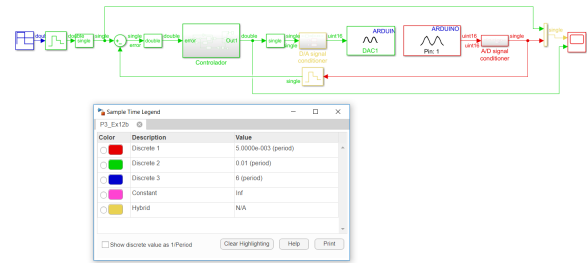 single
ARDUIN
ARDUINO
double
double
single
single
error
double
error
Out1
double
single
single
single
uint16
DAC1
Pin: 1
uint16
uint16
single
single
D/A signal
conditioner
A/D signal
conditioner
Controlador
single
Sample Time Legend
P3_Ex12b
Color Description Value
Discrete 1 5.0000e-003 (period)
Discrete 2 0.01 (period)
Discrete 3 6 (period)
Constant Inf
Hybrid N/A
Show discrete value as 1/Period
Clear Highlighting
Help
Print